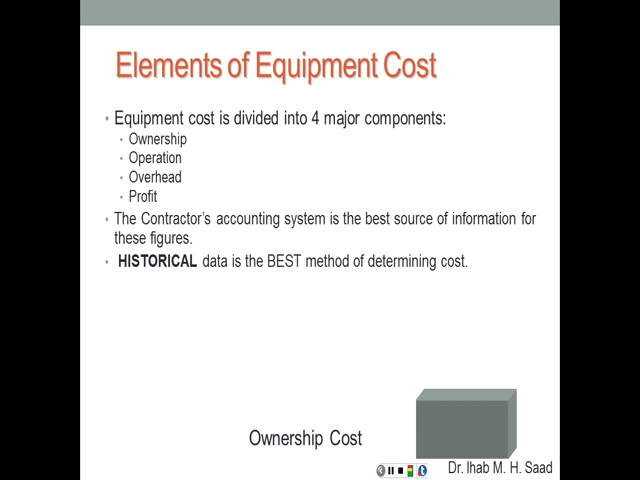 Elements of Equipment Cost
• Equipment cost is divided into 4 major components:
• Ownership
• Operation
• Overhead
• Profit
• The Contractor's accounting system is the best source of information for
these figures.
• HISTORICAL data is the BEST method of determining cost.
Ownership Cost
Dr. Ihab M. H. Saad